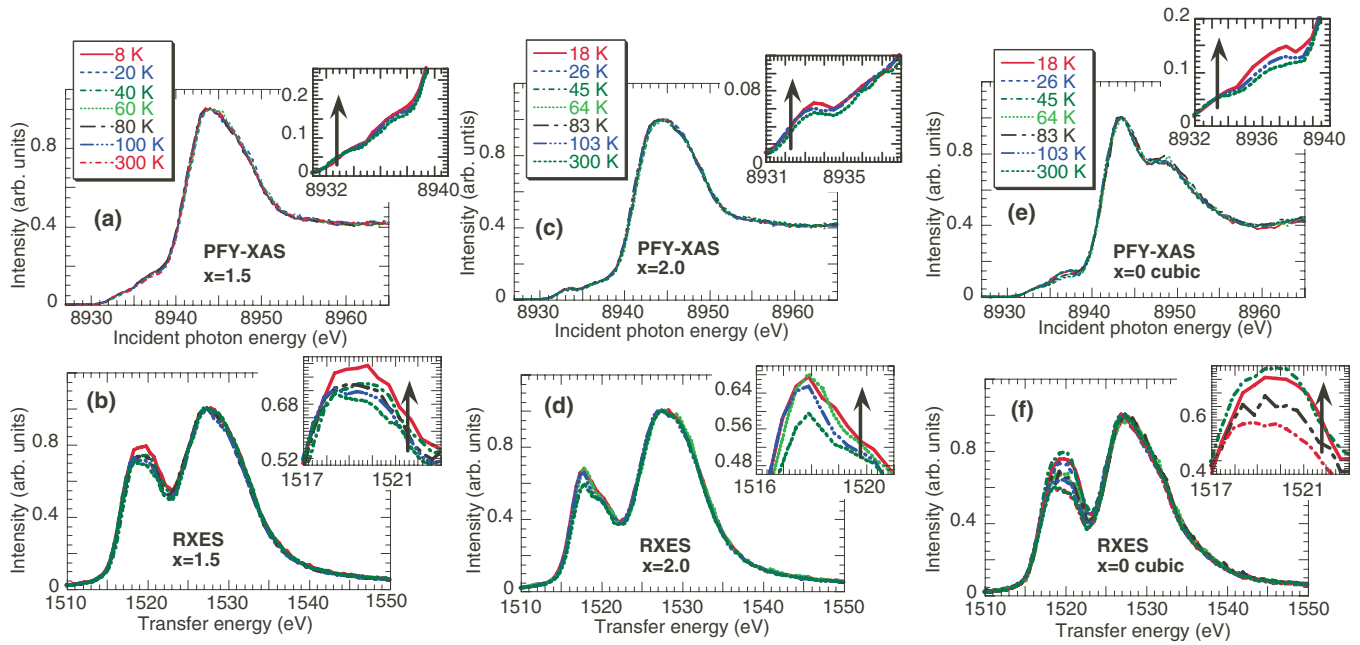 8 K
20 K
40 K
60 K
80 K
100 K
300 K
0.2
0.1
0
8932
8940
Intensity (arb. units)
0.8
0.4
0
(a)
PFY-XAS
x=1.5
8930
8940
8950
8960
Incident photon energy (eV)
18 K
26 K
45 K
64 K
83 K
103 K
300 K
0.08
0
8931
8935
0.8
0.4
0
(c)
PFY-XAS
x=2.0
8930
8940
8950
8960
Incident photon energy (eV)
18 K
26 K
45 K
64 K
83 K
103 K
300 K
0.2
0.1
0
8932
8936
8940
Intensity (arb. units)
0.8
0.4
0
(e)
PFY-XAS
x=0 cubic
8930
8940
8950
8960
Incident photon energy (eV)
Intensity (arb. units)
0.8
0.4
0
(b)
0.68
0.52
1517
1521
RXES
x=1.5
1510
1520
1530
1540
1550
Transfer energy (eV)
0.8
0.4
0
(d)
0.64
0.56
0.48
1516
1520
RXES
x=2.0
1510
1520
1530
1540
1550
Transfer energy (eV)
Intensity (arb. units)
0.8
0.4
0
(f)
0.6
0.4
1517
1521
RXES
x=0 cubic
1510
1520
1530
1540
1550
Transfer energy (eV)